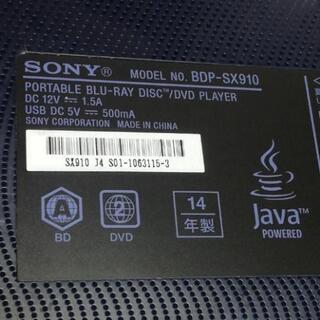 SONY® MODEL NO. BDP-SX910
PORTABLE BLU-RAY DISC™/DVD PLAYER
DC 12V ⎓ 1.5A
USB DC 5V ⎓ 500mA
SONY CORPORATION MADE IN CHINA
SX910 J4 S01-1063115-3
A
BD
2
DVD
14
年製
Java™
POWERED